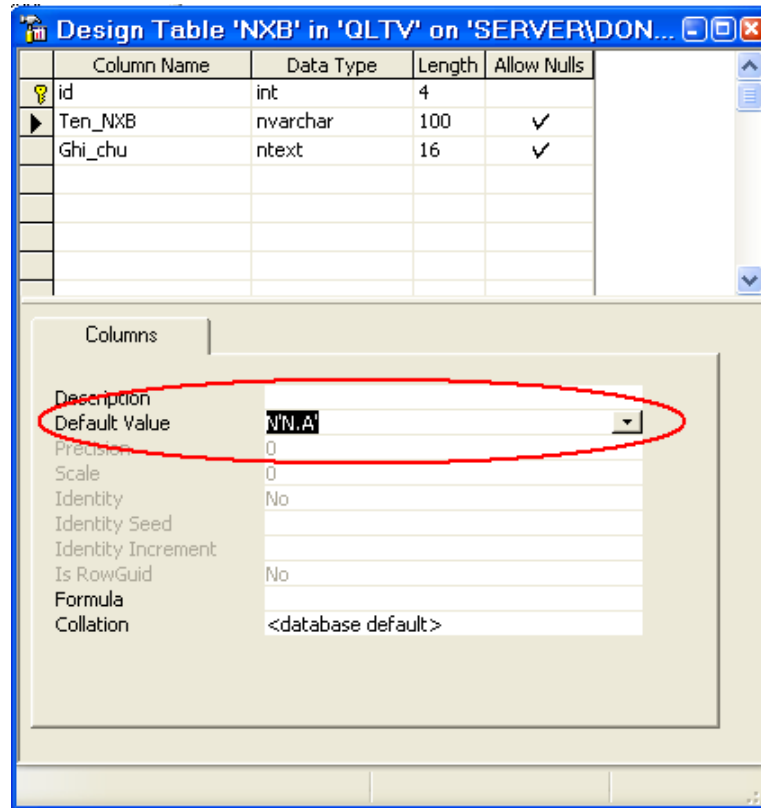 Design Table 'NXB' in 'QLTV' on 'SERVER\DON...
Column Name Data Type Length Allow Nulls
id int 4
Ten_NXB nvarchar 100
Ghi_chu ntext 16
Columns
Description
Default Value N'N.A'
Precision 0
Scale 0
Identity No
Identity Seed
Identity Increment
Is RowGuid No
Formula
Collation <database default>